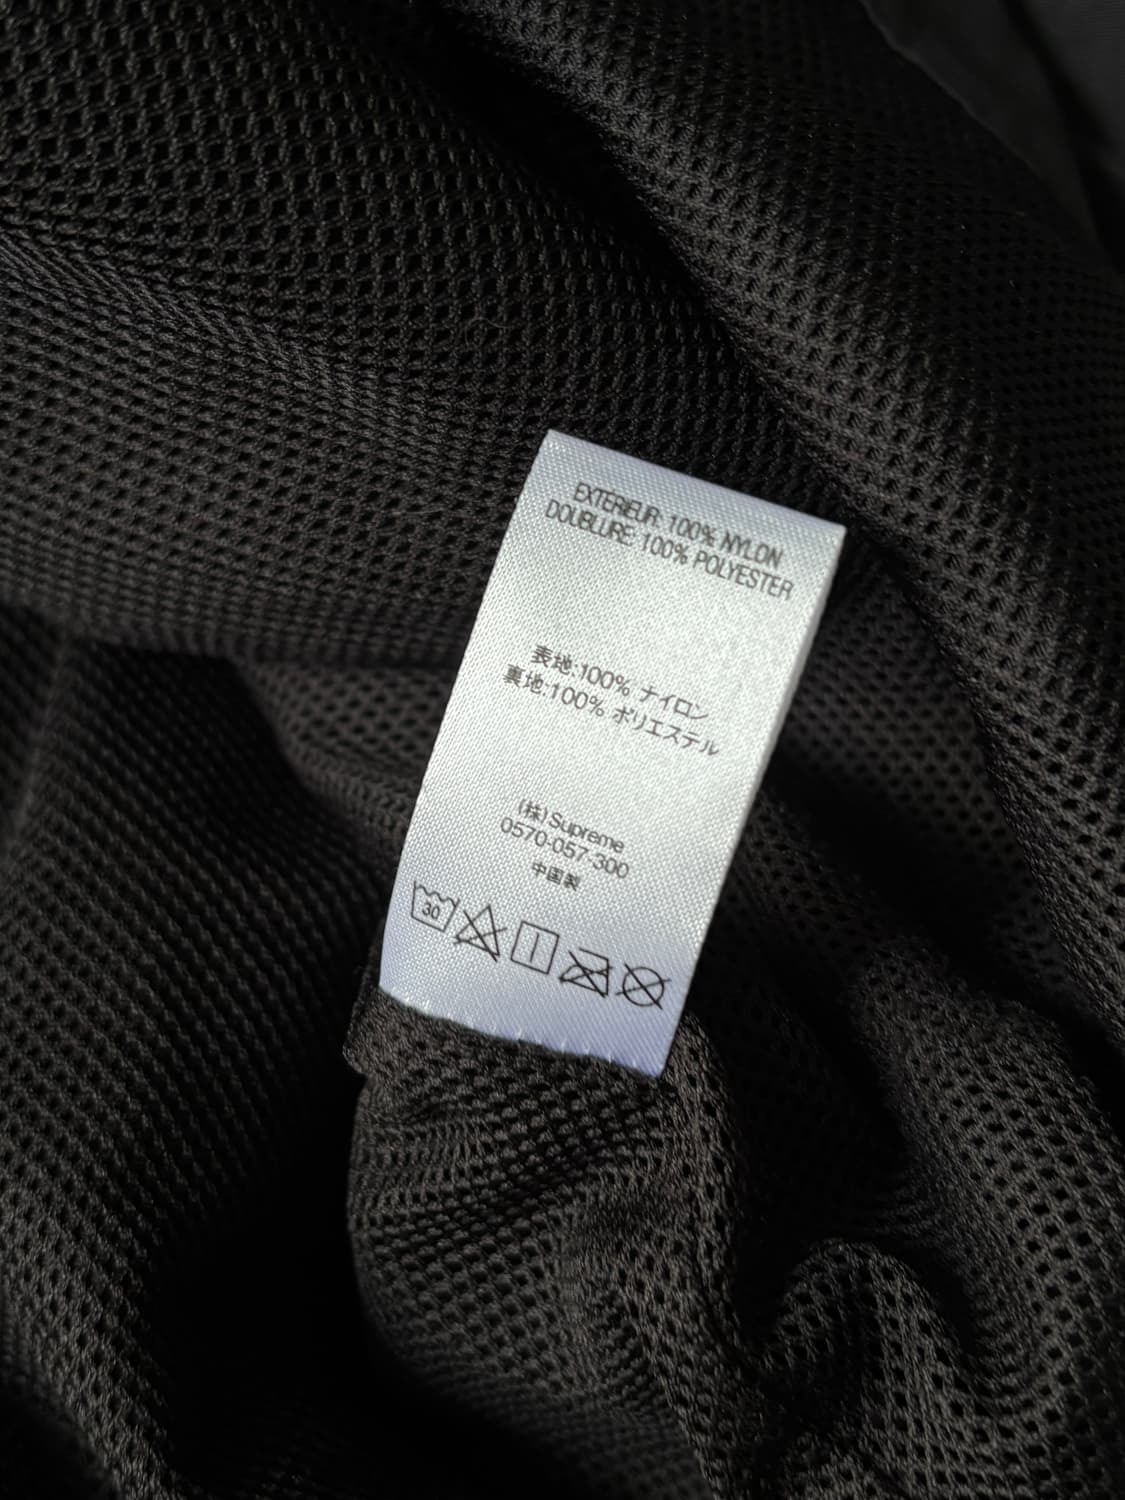 EXTERIEUR: 100% NYLON
DOUBLURE: 100% POLYESTER
表地:100% ナイロン
裏地:100% ポリエステル
(株)Supreme
0570-057-300
中国製
30